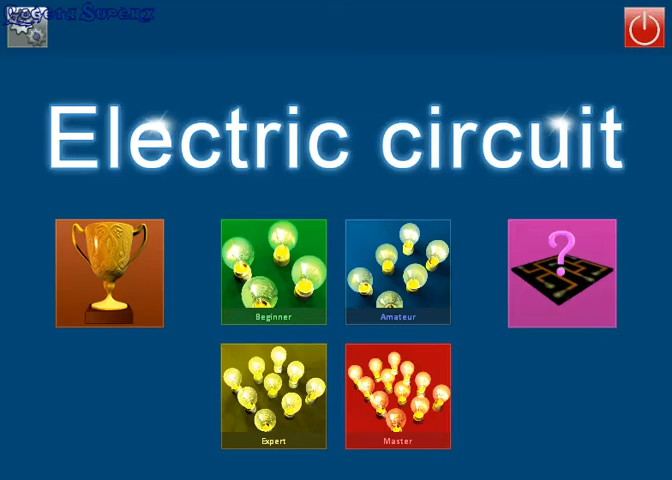 Electric circuit
?
Beginner
Amateur
Expert
Master